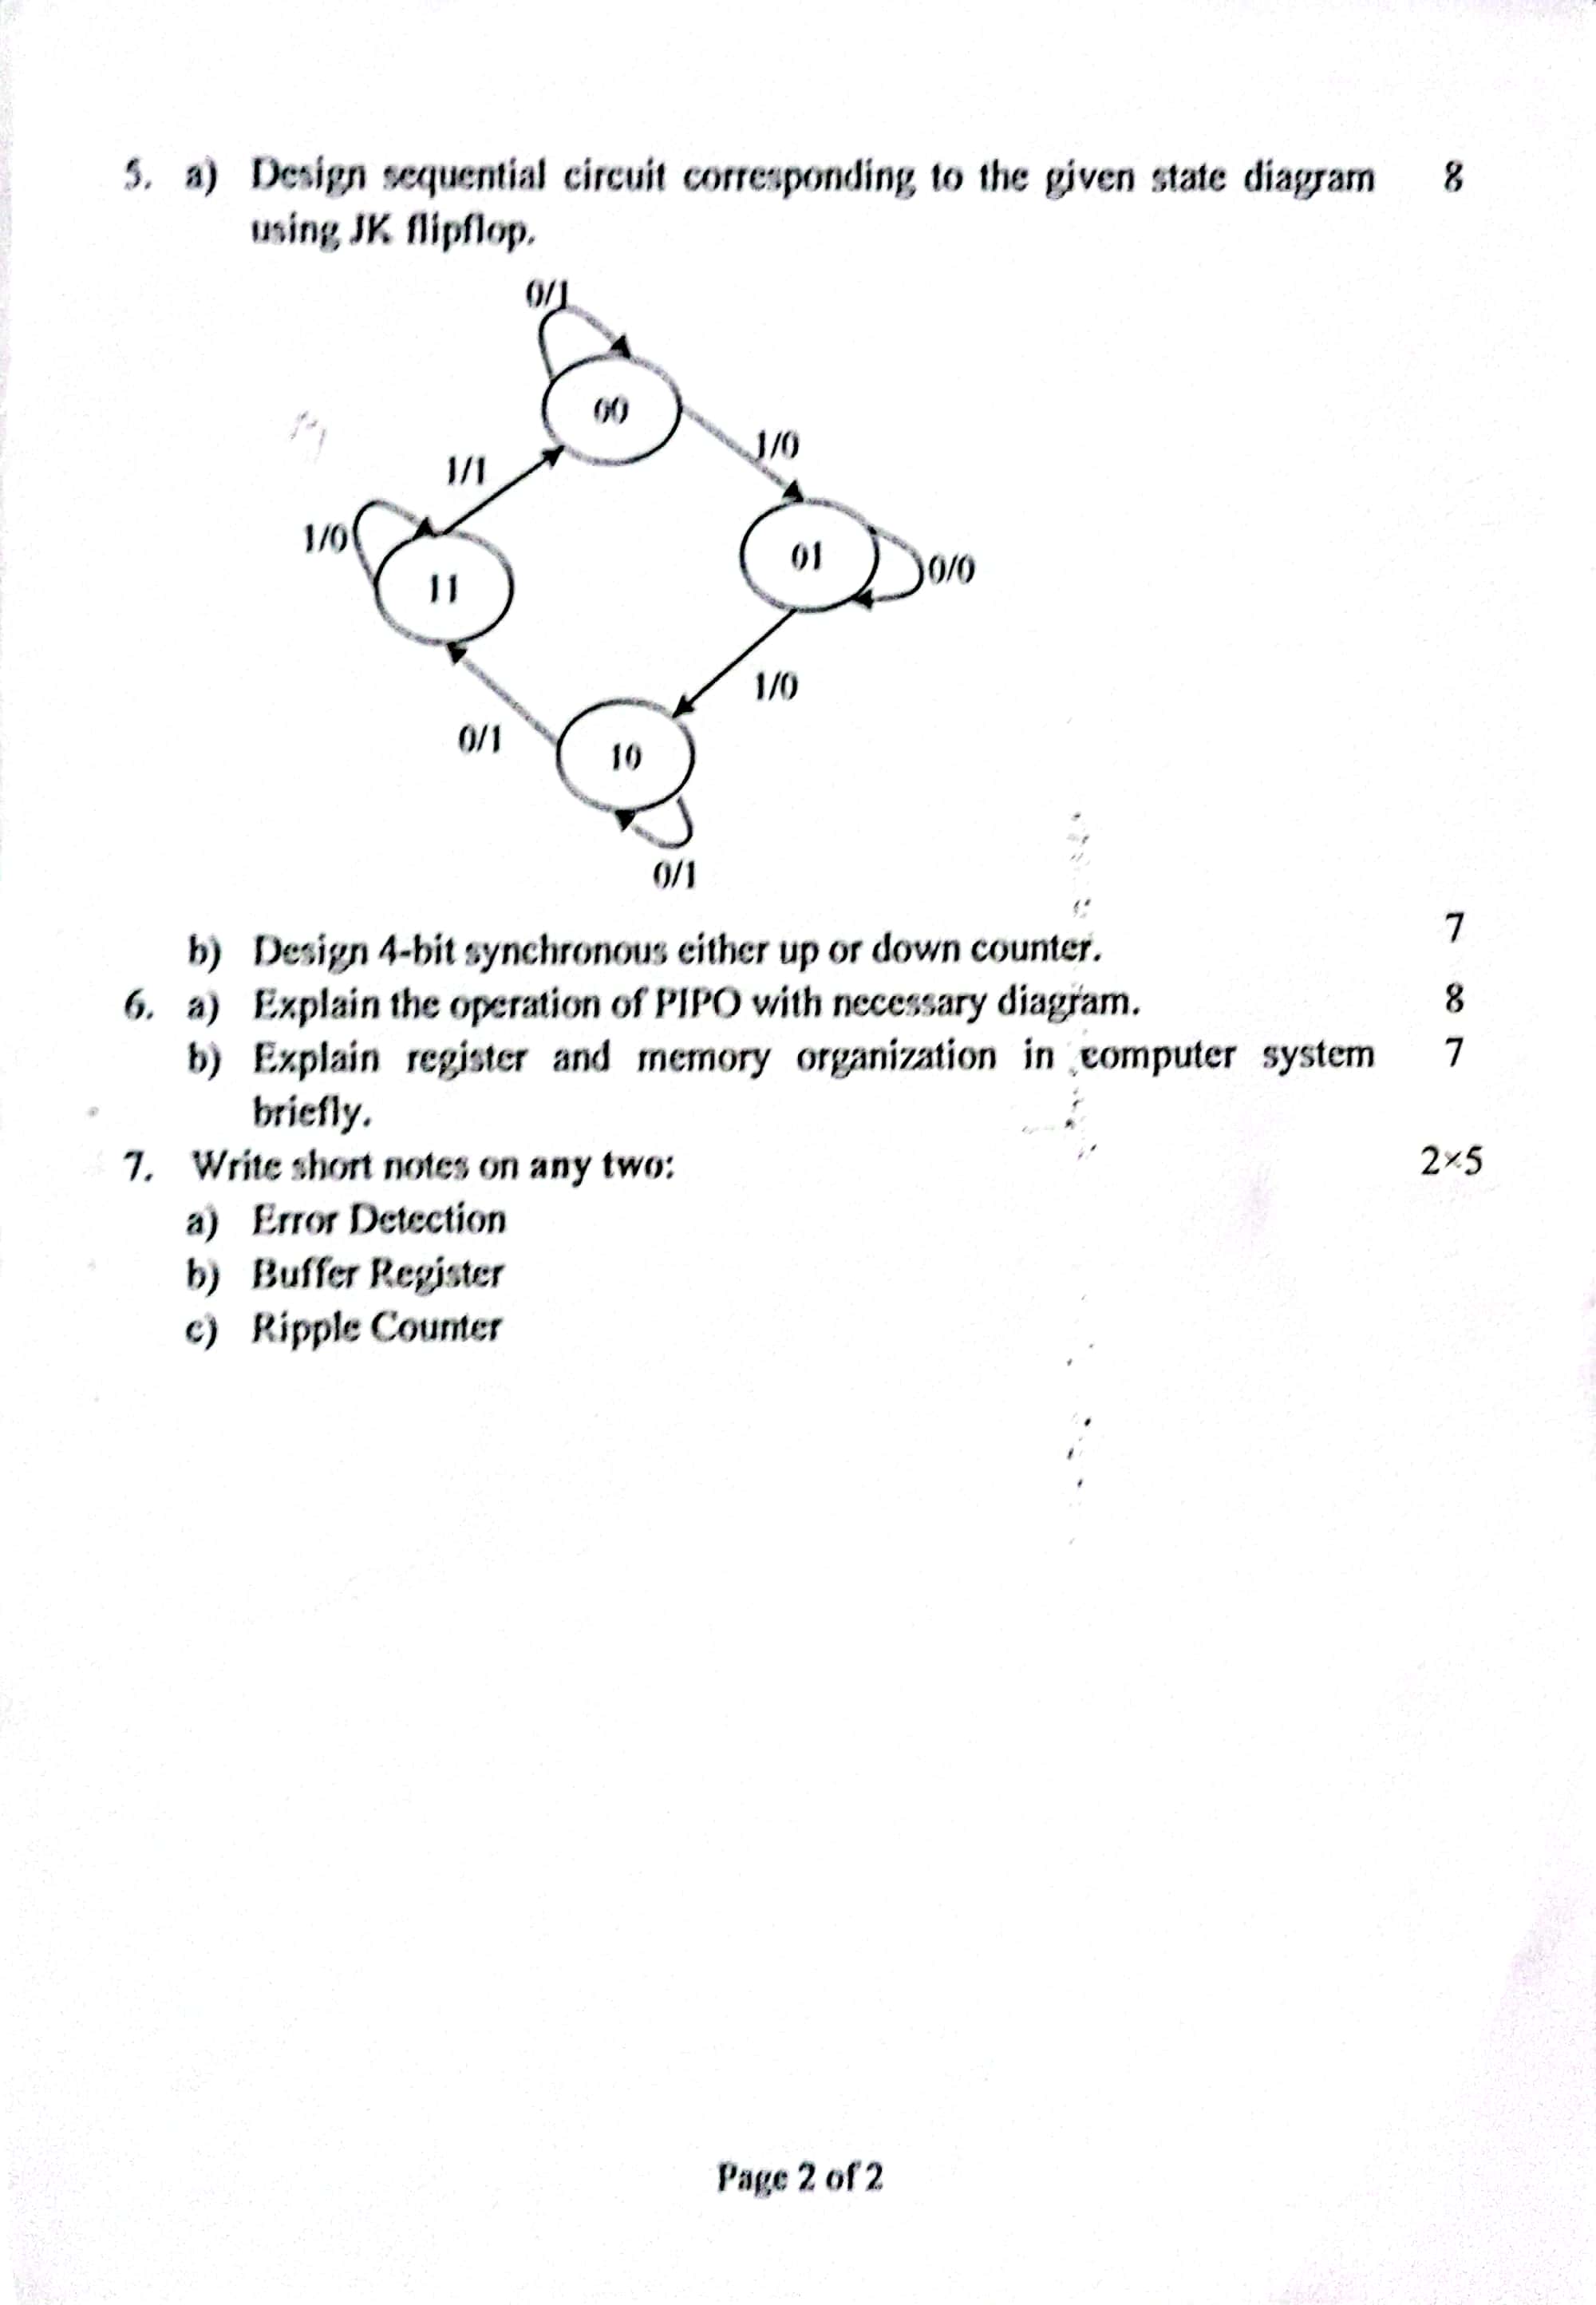 5. a) Design sequential circuit corresponding to the given state diagram 8
using JK flipflop.
0/1
00
1/0
1/1
1/0
01
0/0
11
1/0
0/1
10
0/1
b) Design 4-bit synchronous either up or down counter. 7
6. a) Explain the operation of PIPO with necessary diagram. 8
b) Explain register and memory organization in computer system 7
briefly.
7. Write short notes on any two: 2×5
a) Error Detection
b) Buffer Register
c) Ripple Counter
Page 2 of 2